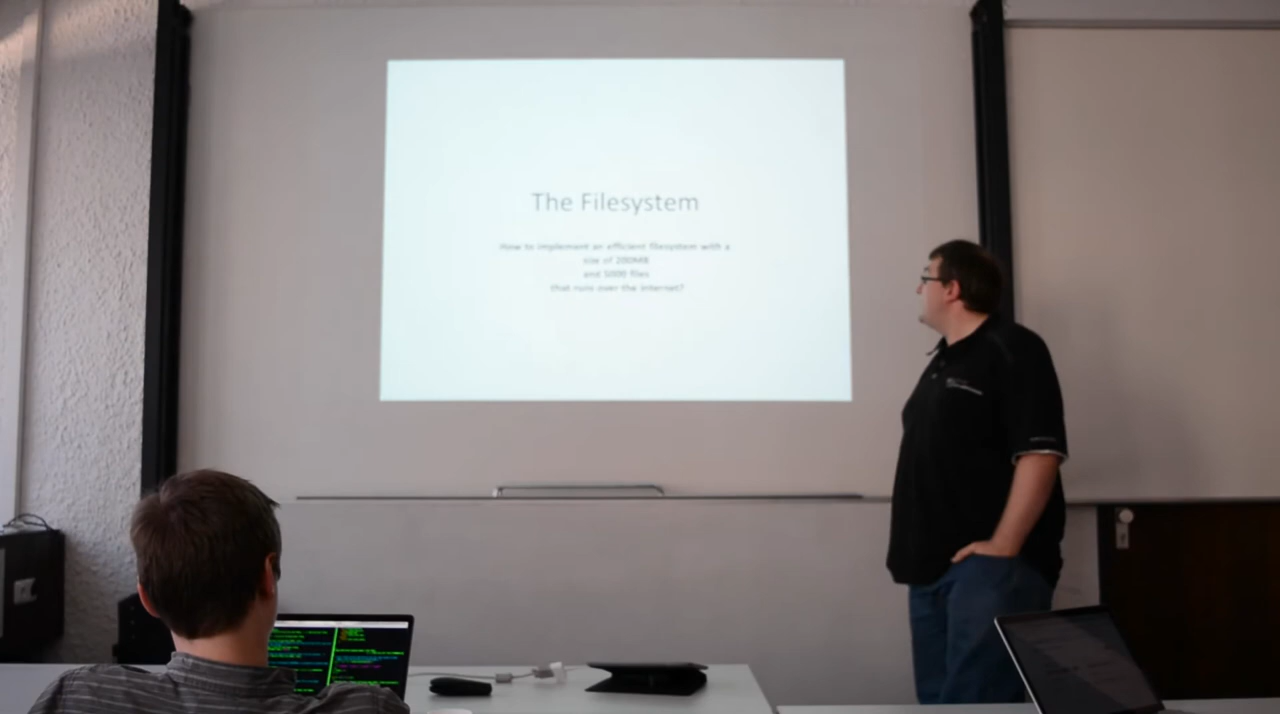 The Filesystem
How to implement an efficient filesystem with a
size of 200MB
and 5000 files
that runs over the internet?